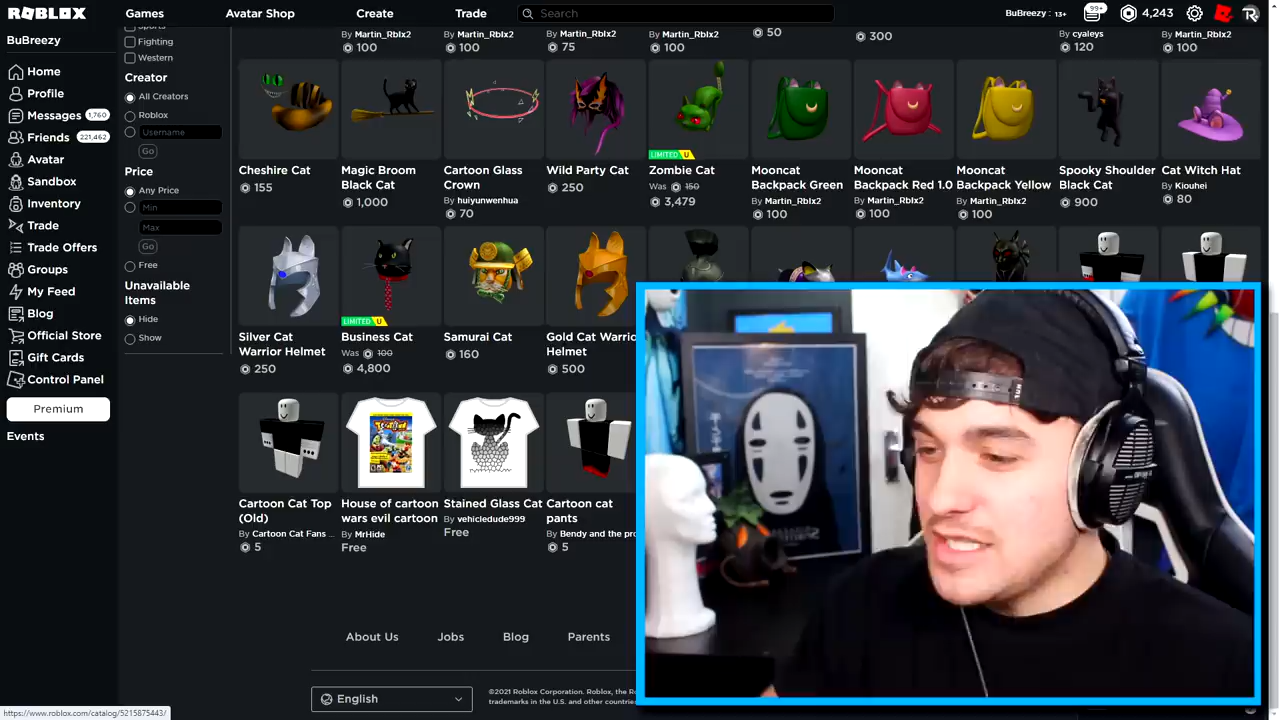 ROBLOX
Games
Avatar Shop
Create
Trade
Search
BuBreezy : 13+
99+
4,243
BuBreezy
Home
Profile
Messages 1,760
Friends 221,462
Avatar
Sandbox
Inventory
Trade
Trade Offers
Groups
My Feed
Blog
Official Store
Gift Cards
Control Panel
Premium
Events
Fighting
Western
Creator
All Creators
Roblox
Username
Go
Price
Any Price
Min
Max
Go
Free
Unavailable
Items
Hide
Show
By Martin_Rblx2
100
By Martin_Rblx2
100
By Martin_Rblx2
75
By Martin_Rblx2
100
50
300
By cyaleys
120
By Martin_Rblx2
100
Cheshire Cat
155
Magic Broom
Black Cat
1,000
Cartoon Glass
Crown
By huiyunwenhua
70
Wild Party Cat
250
LIMITED U
Zombie Cat
Was 150
3,479
Mooncat
Backpack Green
By Martin_Rblx2
100
Mooncat
Backpack Red 1.0
By Martin_Rblx2
100
Mooncat
Backpack Yellow
By Martin_Rblx2
100
Spooky Shoulder
Black Cat
900
Cat Witch Hat
By Kiouhei
80
Silver Cat
Warrior Helmet
250
LIMITED U
Business Cat
Was 100
4,800
Samurai Cat
160
Gold Cat Warrio
Helmet
500
Cartoon Cat Top
(Old)
By Cartoon Cat Fans ...
5
House of cartoon
wars evil cartoon
By MrHide
Free
Stained Glass Cat
By vehicledude999
Free
Cartoon cat
pants
By Bendy and the pro
5
About Us
Jobs
Blog
Parents
English
©2021 Roblox Corporation. Roblox, the Ro
trademarks in the U.S. and other countries
https://www.roblox.com/catalog/5215875443/